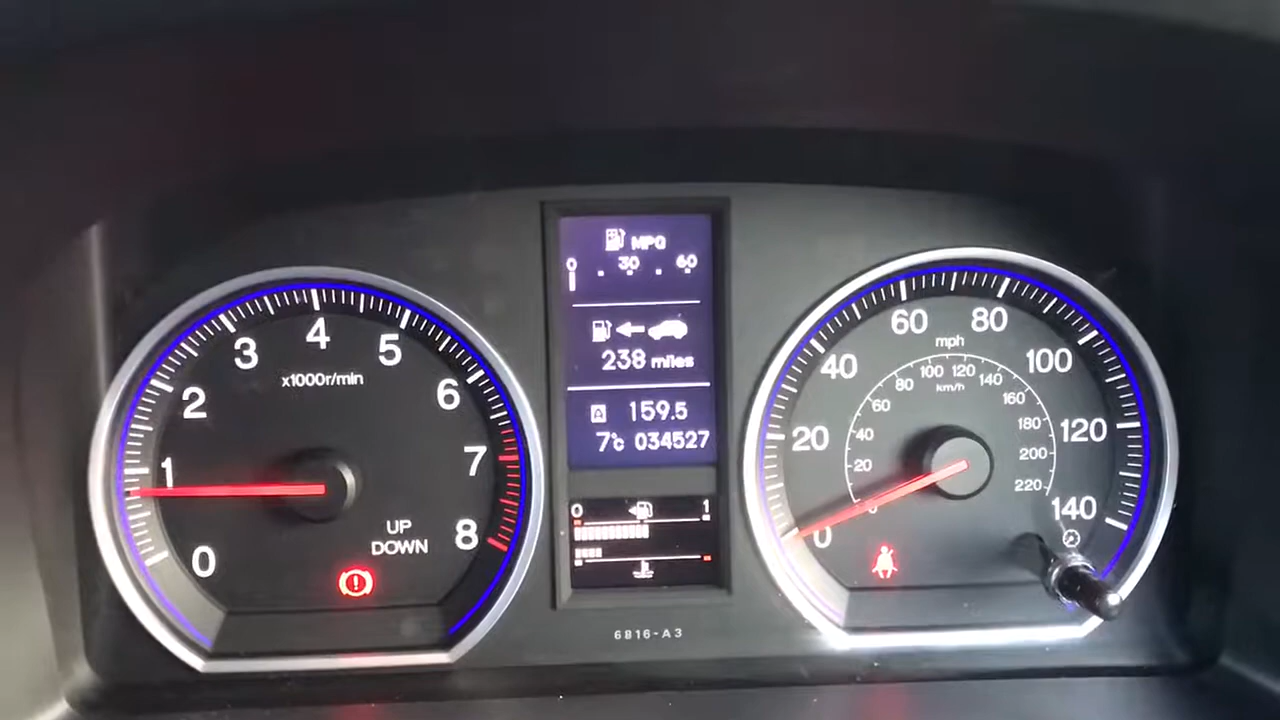 0
1
2
3
4
5
6
7
8
x1000r/min
UP
DOWN
MPG
0 30 60
238 miles
A 159.5
7°c 034527
0 1
6816-A3
0
20
40
60
80
100
120
140
mph
km/h
0
20
40
60
80
100
120
140
160
180
200
220